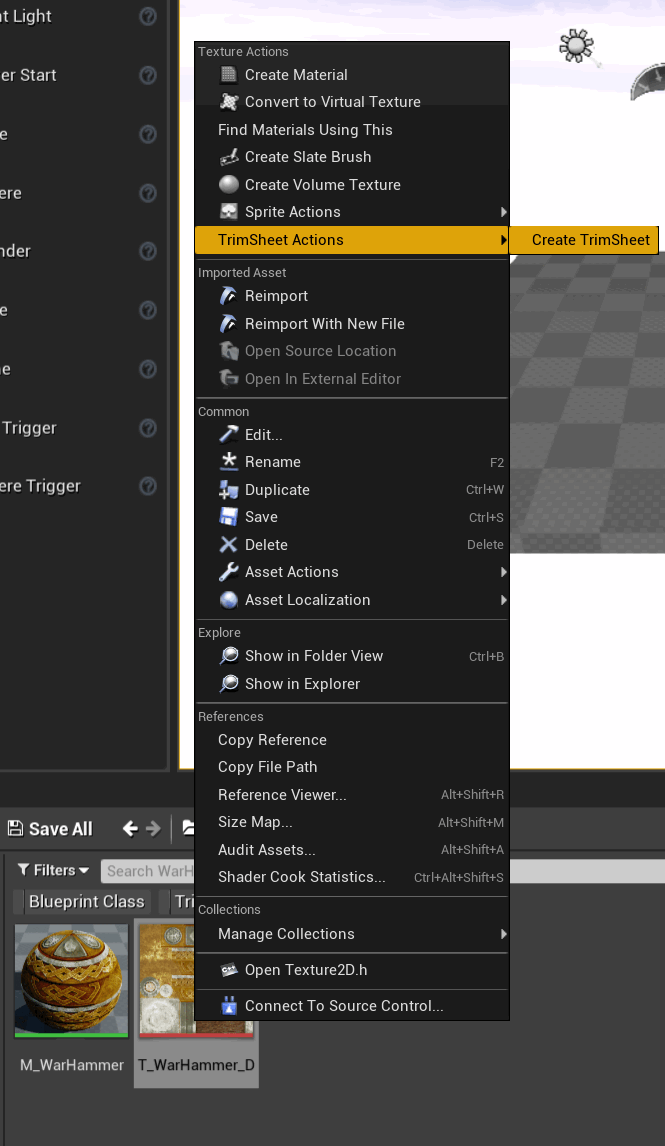 t Light
er Start
e
ere
nder
e
ne
Trigger
ere Trigger
Texture Actions
Create Material
Convert to Virtual Texture
Find Materials Using This
Create Slate Brush
Create Volume Texture
Sprite Actions
TrimSheet Actions
Create TrimSheet
Imported Asset
Reimport
Reimport With New File
Open Source Location
Open In External Editor
Common
Edit...
Rename F2
Duplicate Ctrl+W
Save Ctrl+S
Delete Delete
Asset Actions
Asset Localization
Explore
Show in Folder View Ctrl+B
Show in Explorer
References
Copy Reference
Copy File Path
Reference Viewer... Alt+Shift+R
Size Map... Alt+Shift+M
Audit Assets... Alt+Shift+A
Shader Cook Statistics... Ctrl+Alt+Shift+S
Collections
Manage Collections
Open Texture2D.h
Connect To Source Control...
Save All
Filters
Search WarH
Blueprint Class
Tri
M_WarHammer
T_WarHammer_D